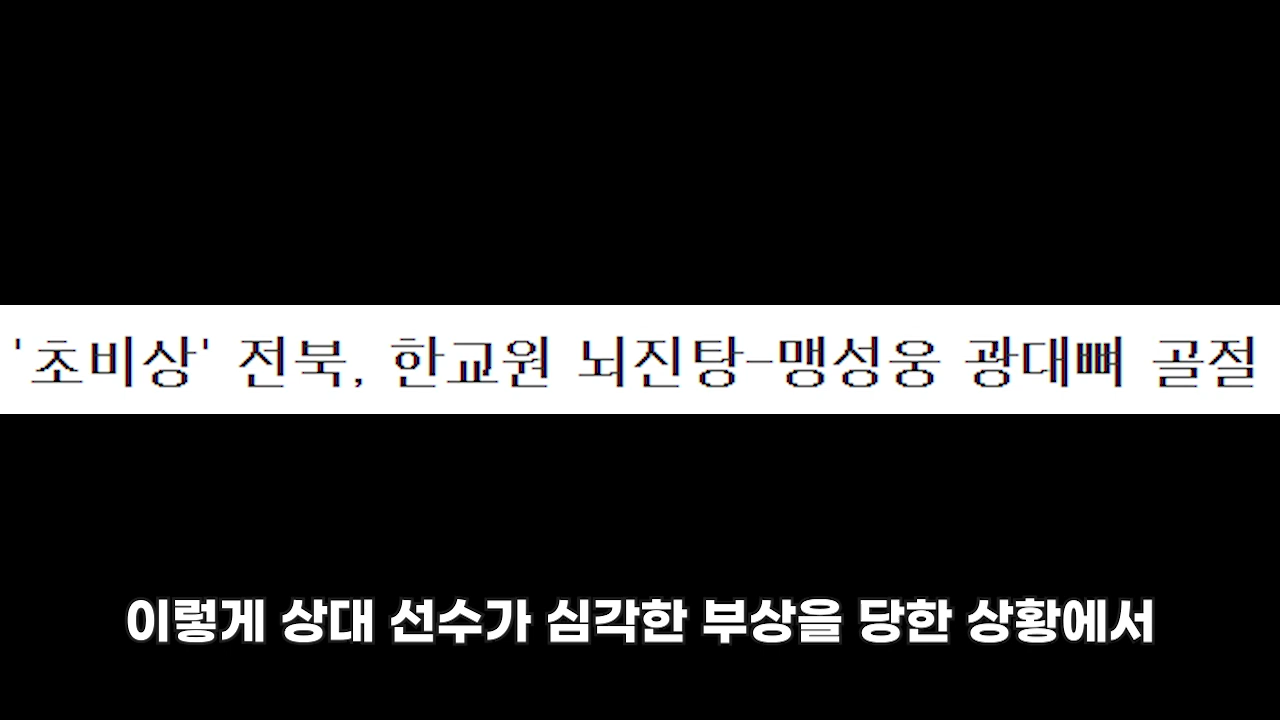 '초비상' 전북, 한교원 뇌진탕-맹성웅 광대뼈 골절
이렇게 상대 선수가 심각한 부상을 당한 상황에서